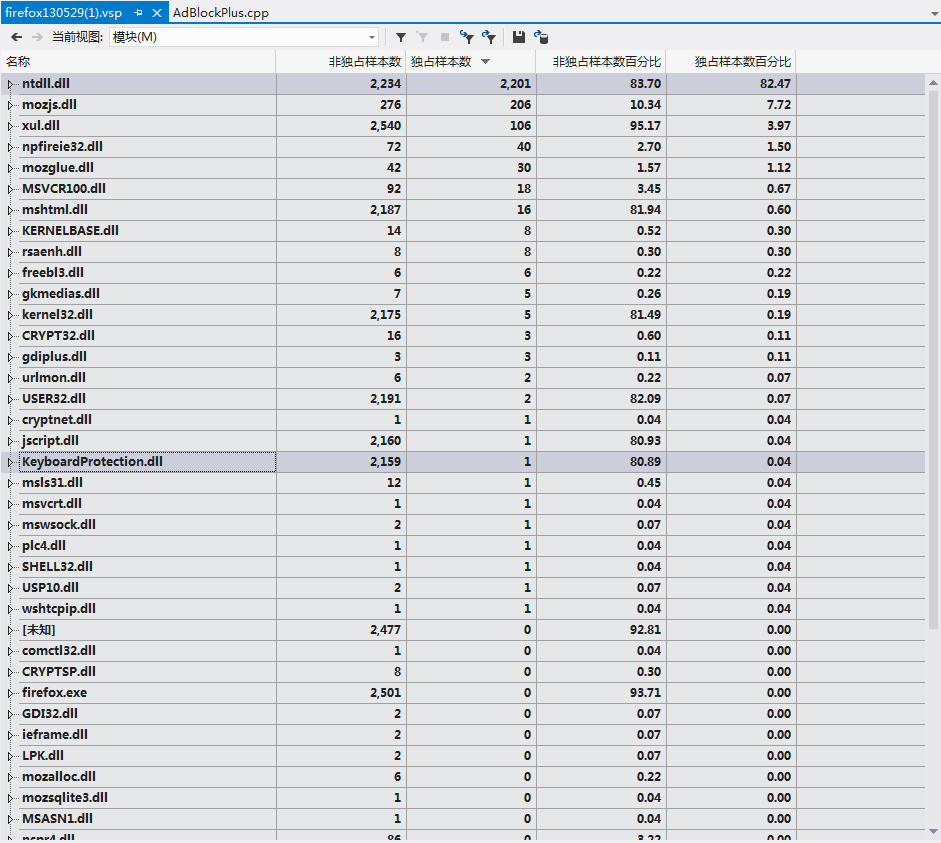 firefox130529(1).vsp AdBlockPlus.cpp
当前视图: 模块(M)
名称 非独占样本数 独占样本数 非独占样本数百分比 独占样本数百分比
ntdll.dll 2,234 2,201 83.70 82.47
mozjs.dll 276 206 10.34 7.72
xul.dll 2,540 106 95.17 3.97
npfireie32.dll 72 40 2.70 1.50
mozglue.dll 42 30 1.57 1.12
MSVCR100.dll 92 18 3.45 0.67
mshtml.dll 2,187 16 81.94 0.60
KERNELBASE.dll 14 8 0.52 0.30
rsaenh.dll 8 8 0.30 0.30
freebl3.dll 6 6 0.22 0.22
gkmedias.dll 7 5 0.26 0.19
kernel32.dll 2,175 5 81.49 0.19
CRYPT32.dll 16 3 0.60 0.11
gdiplus.dll 3 3 0.11 0.11
urlmon.dll 6 2 0.22 0.07
USER32.dll 2,191 2 82.09 0.07
cryptnet.dll 1 1 0.04 0.04
jscript.dll 2,160 1 80.93 0.04
KeyboardProtection.dll 2,159 1 80.89 0.04
msls31.dll 12 1 0.45 0.04
msvcrt.dll 1 1 0.04 0.04
mswsock.dll 2 1 0.07 0.04
plc4.dll 1 1 0.04 0.04
SHELL32.dll 1 1 0.04 0.04
USP10.dll 2 1 0.07 0.04
wshtcpip.dll 1 1 0.04 0.04
[未知] 2,477 0 92.81 0.00
comctl32.dll 1 0 0.04 0.00
CRYPTSP.dll 8 0 0.30 0.00
firefox.exe 2,501 0 93.71 0.00
GDI32.dll 2 0 0.07 0.00
ieframe.dll 2 0 0.07 0.00
LPK.dll 2 0 0.07 0.00
mozalloc.dll 6 0 0.22 0.00
mozsqlite3.dll 1 0 0.04 0.00
MSASN1.dll 1 0 0.04 0.00
nspr4.dll 86 0 3.22 0.00